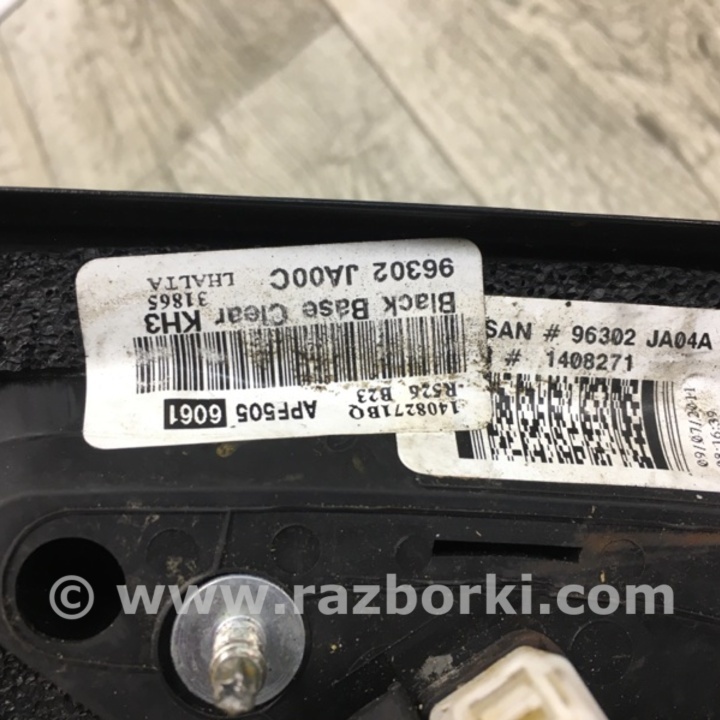 96302 JA00C
LHALTA
31865
Black Base Clear KH3
R526 B23
1408271BQ
APF505 6061
SAN # 96302 JA04A
# 1408271
© www.razborki.com